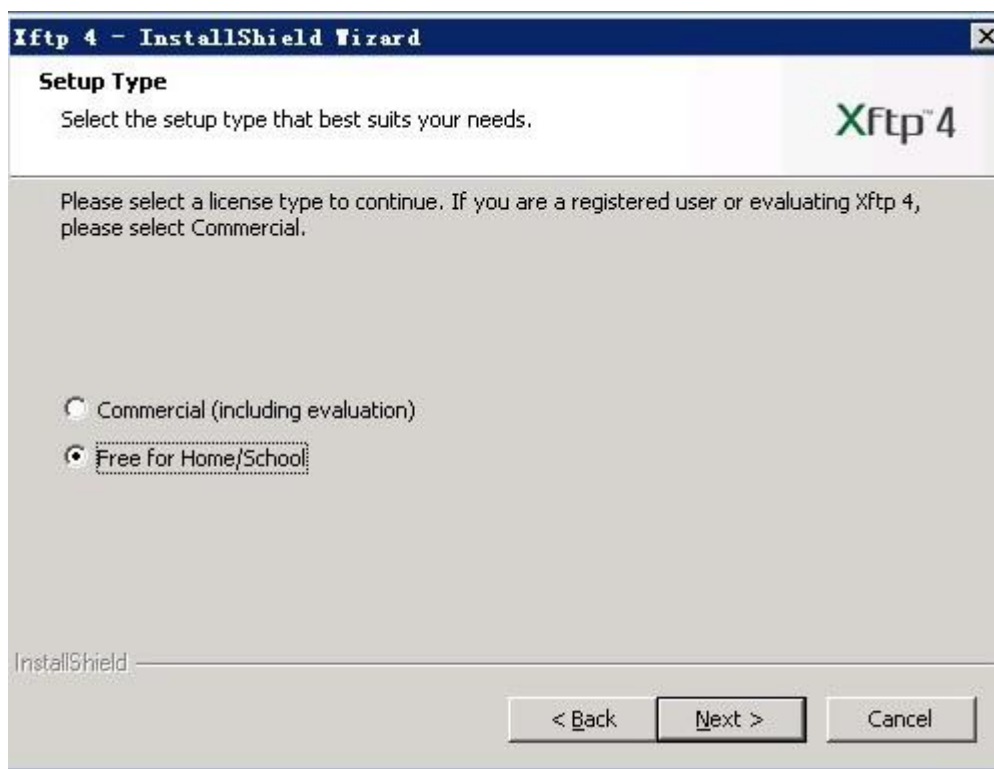 Xftp 4 - InstallShield Wizard
Setup Type
Select the setup type that best suits your needs.
Xftp™4
Please select a license type to continue. If you are a registered user or evaluating Xftp 4,
please select Commercial.
Commercial (including evaluation)
Free for Home/School
InstallShield
< Back
Next >
Cancel